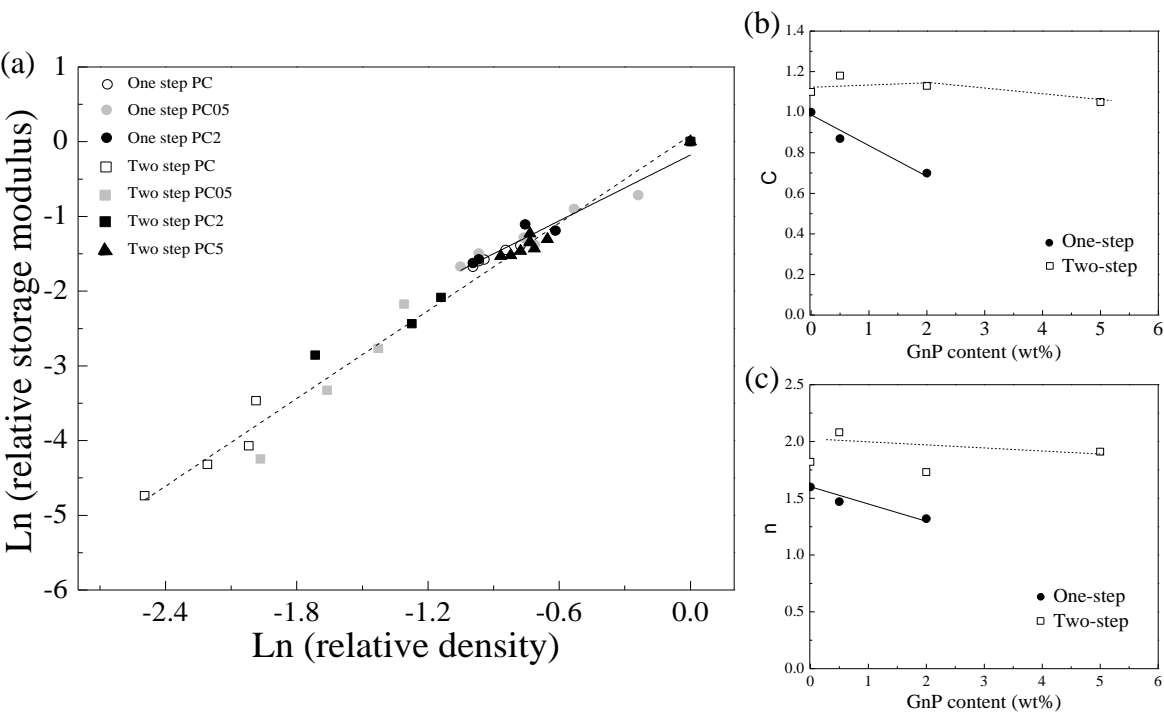 (a)
1
0
-1
-2
-3
-4
-5
-6
Ln (relative storage modulus)
One step PC
One step PC05
One step PC2
Two step PC
Two step PC05
Two step PC2
Two step PC5
-2.4 -1.8 -1.2 -0.6 0.0
Ln (relative density)
(b)
1.4
1.2
1.0
0.8
0.6
0.4
0.2
0.0
C
One-step
Two-step
0 1 2 3 4 5 6
GnP content (wt%)
(c)
2.5
2.0
1.5
1.0
0.5
0.0
n
One-step
Two-step
0 1 2 3 4 5 6
GnP content (wt%)